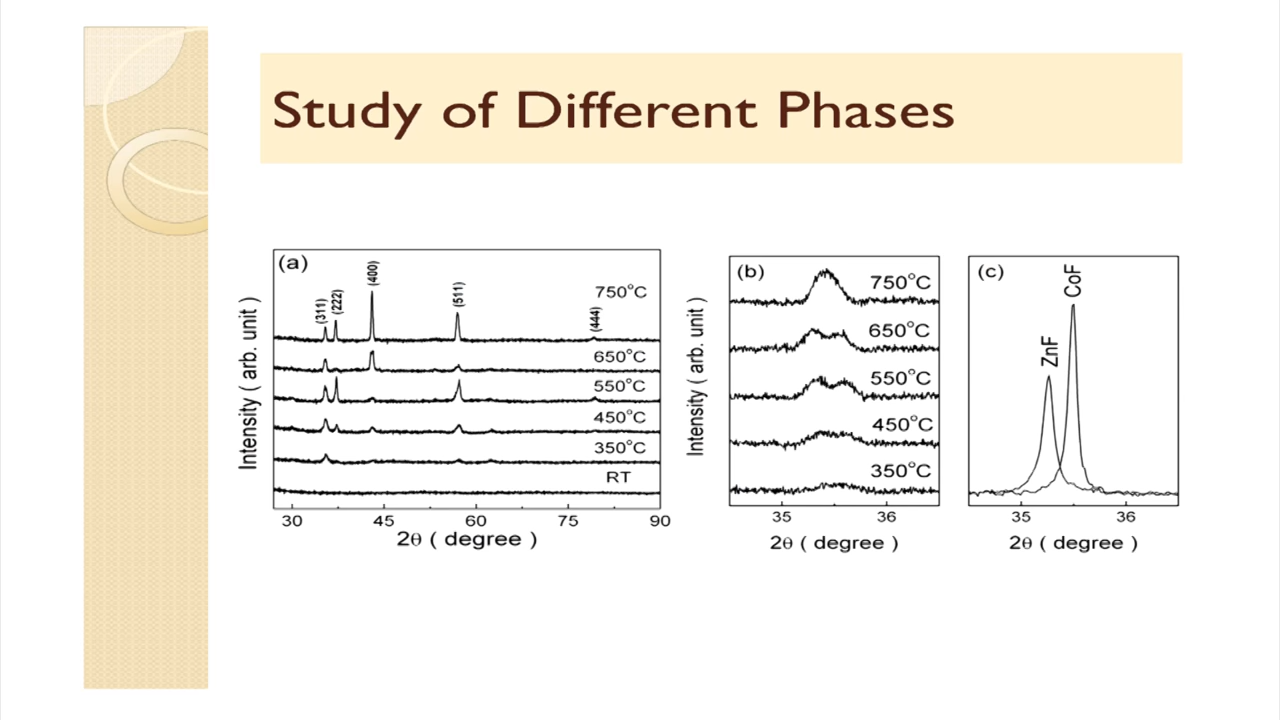 Study of Different Phases
(a)
(311)
(222)
(400)
(511)
(444)
750°C
650°C
550°C
450°C
350°C
RT
Intensity ( arb. unit )
30 45 60 75 90
2θ ( degree )
(b)
750°C
650°C
550°C
450°C
350°C
Intensity ( arb. unit )
35 36
2θ ( degree )
(c)
ZnF
CoF
35 36
2θ ( degree )